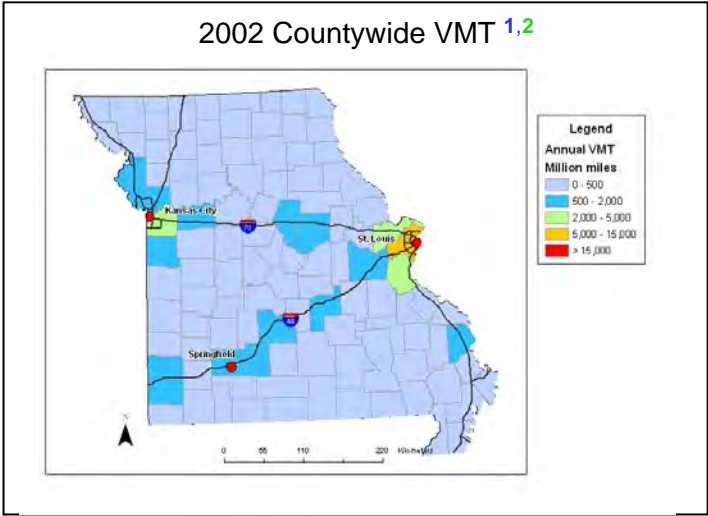 2002 Countywide VMT 1,2
Legend
Annual VMT
Million miles
0 - 500
500 - 2,000
2,000 - 5,000
5,000 - 15,000
> 15,000
Kansas City
70
St. Louis
44
Springfield
N
0 55 110 220 Kilometers